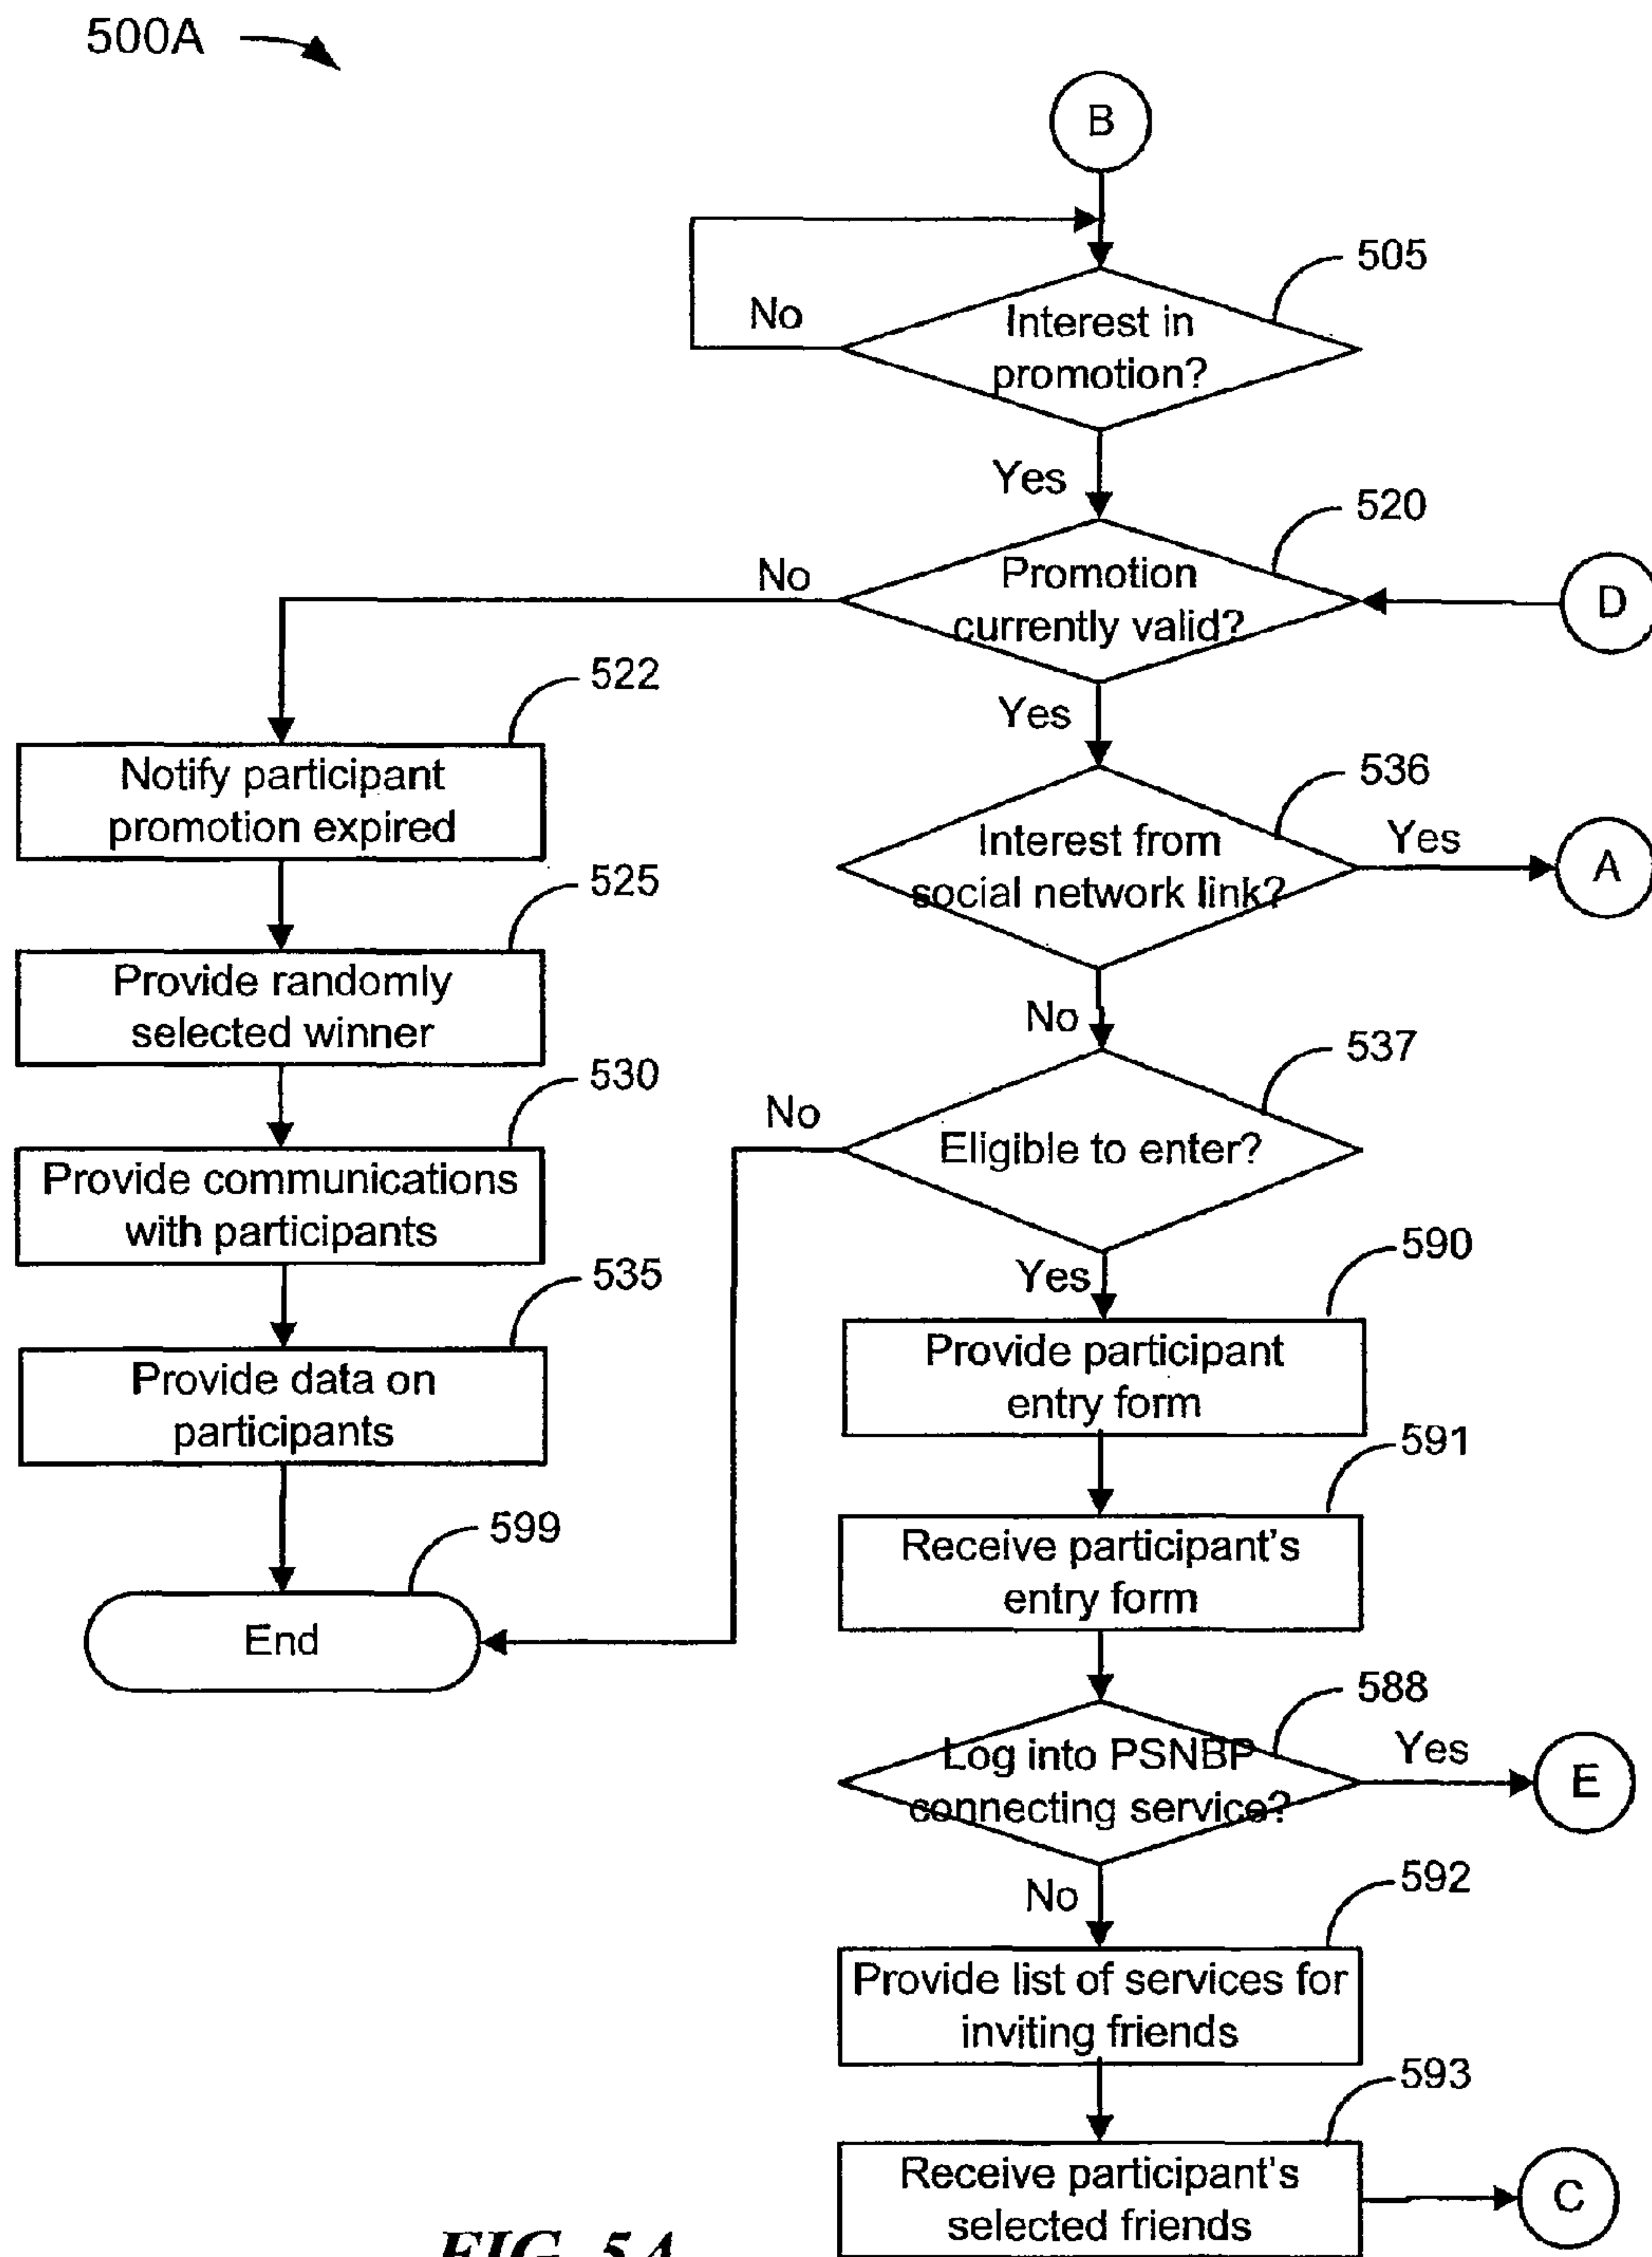 500A
B
505
No
Interest in
promotion?
Yes
520
No
Promotion
currently valid?
D
522
Yes
Notify participant
promotion expired
536
Interest from
social network link?
Yes
A
525
Provide randomly
selected winner
No
537
530
No
Eligible to enter?
Provide communications
with participants
590
535
Yes
Provide participant
entry form
Provide data on
participants
591
599
Receive participant's
entry form
End
588
Log into PSNBP
connecting service?
Yes
E
592
No
Provide list of services for
inviting friends
593
Receive participant's
selected friends
C
FIG. 5A